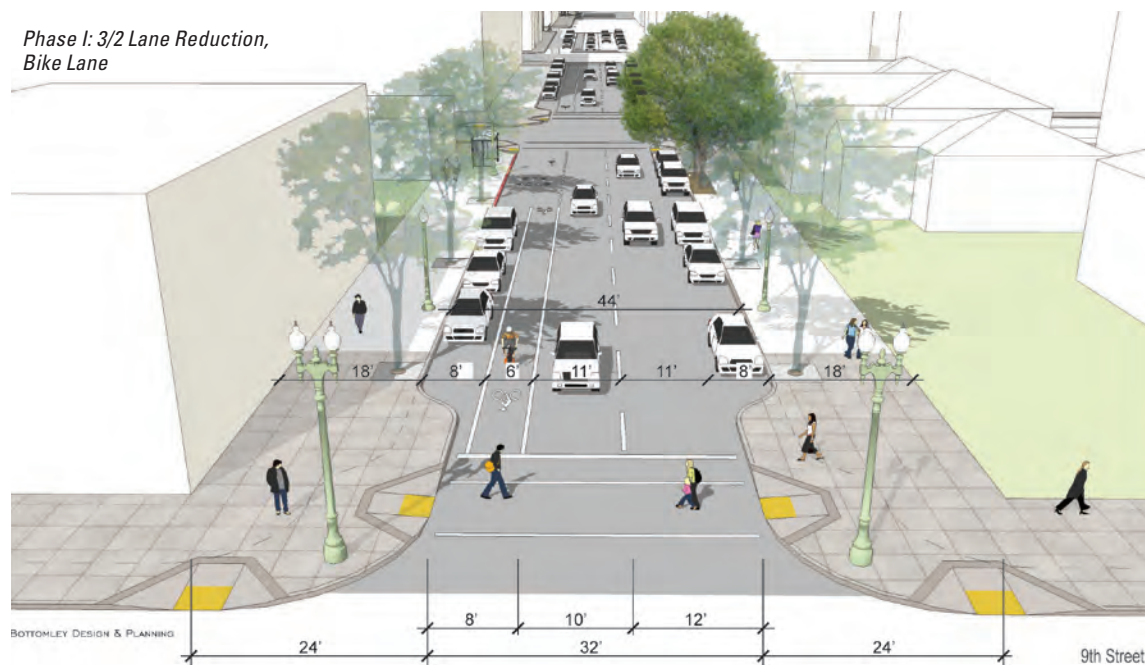 Phase I: 3/2 Lane Reduction,
Bike Lane
44'
18' 8' 6' 11' 11' 8' 18'
8' 10' 12'
BOTTOMLEY DESIGN & PLANNING
24' 32' 24'
9th Street